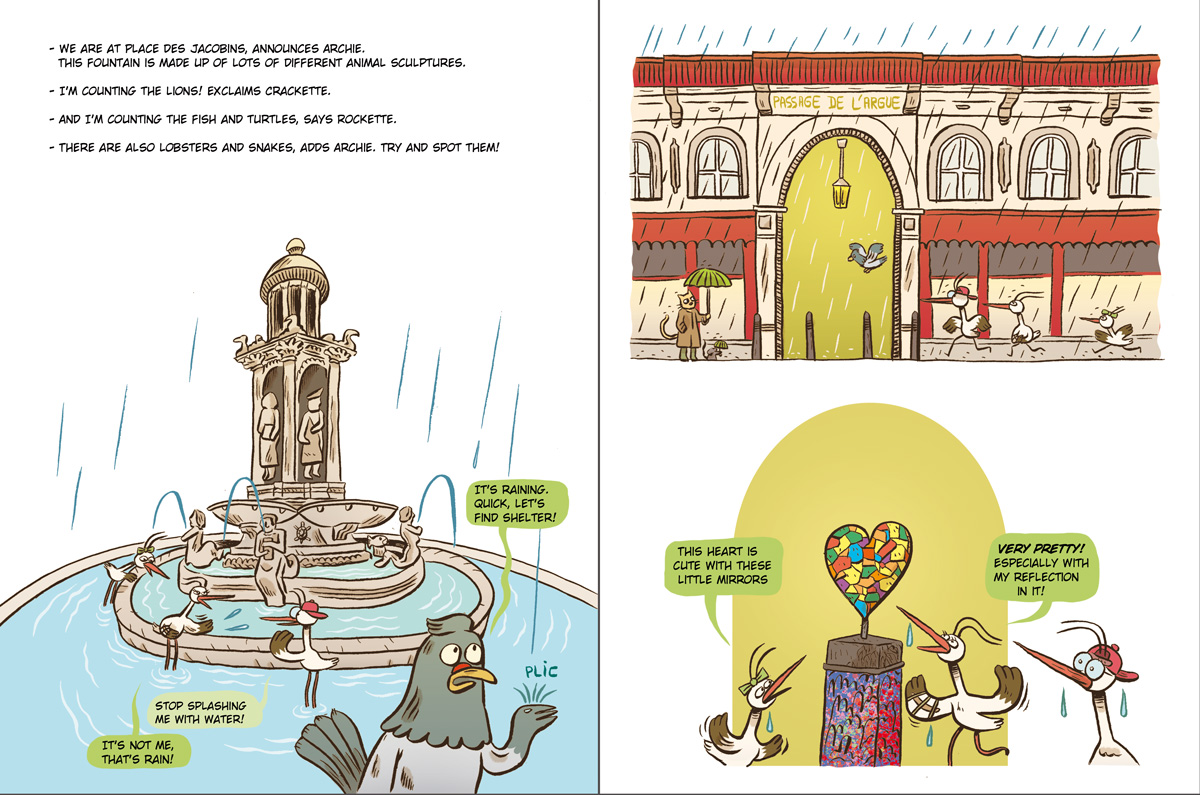 - WE ARE AT PLACE DES JACOBINS, ANNOUNCES ARCHIE.
THIS FOUNTAIN IS MADE UP OF LOTS OF DIFFERENT ANIMAL SCULPTURES.
- I'M COUNTING THE LIONS! EXCLAIMS CRACKETTE.
- AND I'M COUNTING THE FISH AND TURTLES, SAYS ROCKETTE.
- THERE ARE ALSO LOBSTERS AND SNAKES, ADDS ARCHIE. TRY AND SPOT THEM!
IT'S RAINING.
QUICK, LET'S
FIND SHELTER!
PLIC
STOP SPLASHING
ME WITH WATER!
IT'S NOT ME,
THAT'S RAIN!
PASSAGE DE L'ARGUE
THIS HEART IS
CUTE WITH THESE
LITTLE MIRRORS
VERY PRETTY!
ESPECIALLY WITH
MY REFLECTION
IN IT!